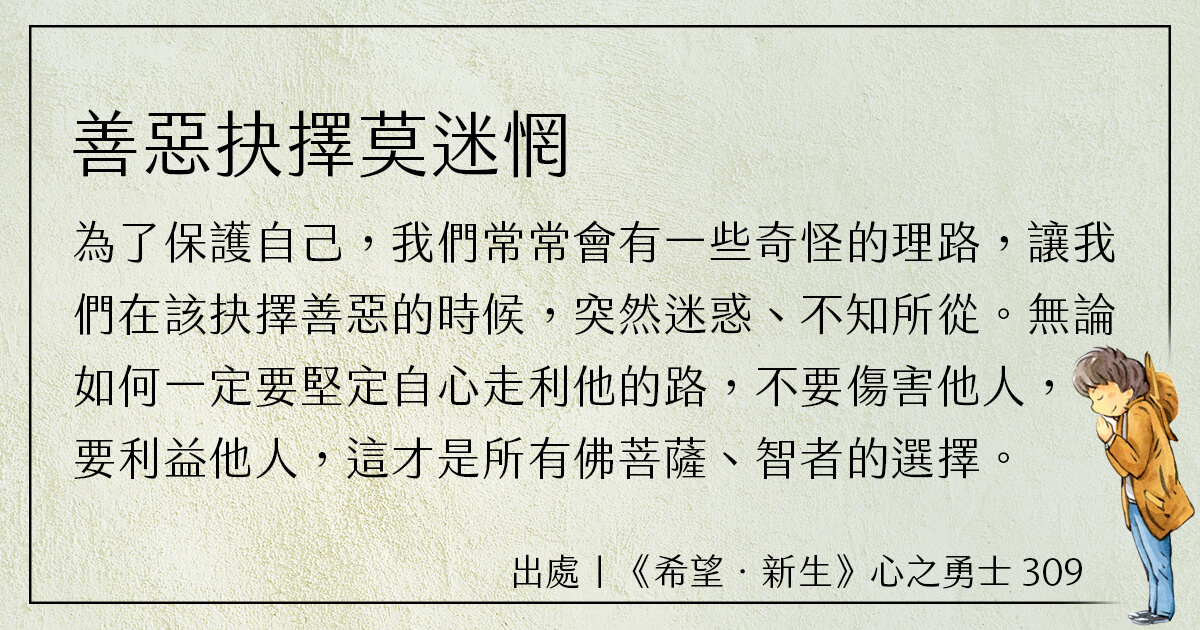 善惡抉擇莫迷惘
為了保護自己，我們常常會有一些奇怪的理路，讓我
們在該抉擇善惡的時候，突然迷惑、不知所從。無論
如何一定要堅定自心走利他的路，不要傷害他人，
要利益他人，這才是所有佛菩薩、智者的選擇。
出處｜《希望．新生》心之勇士 309